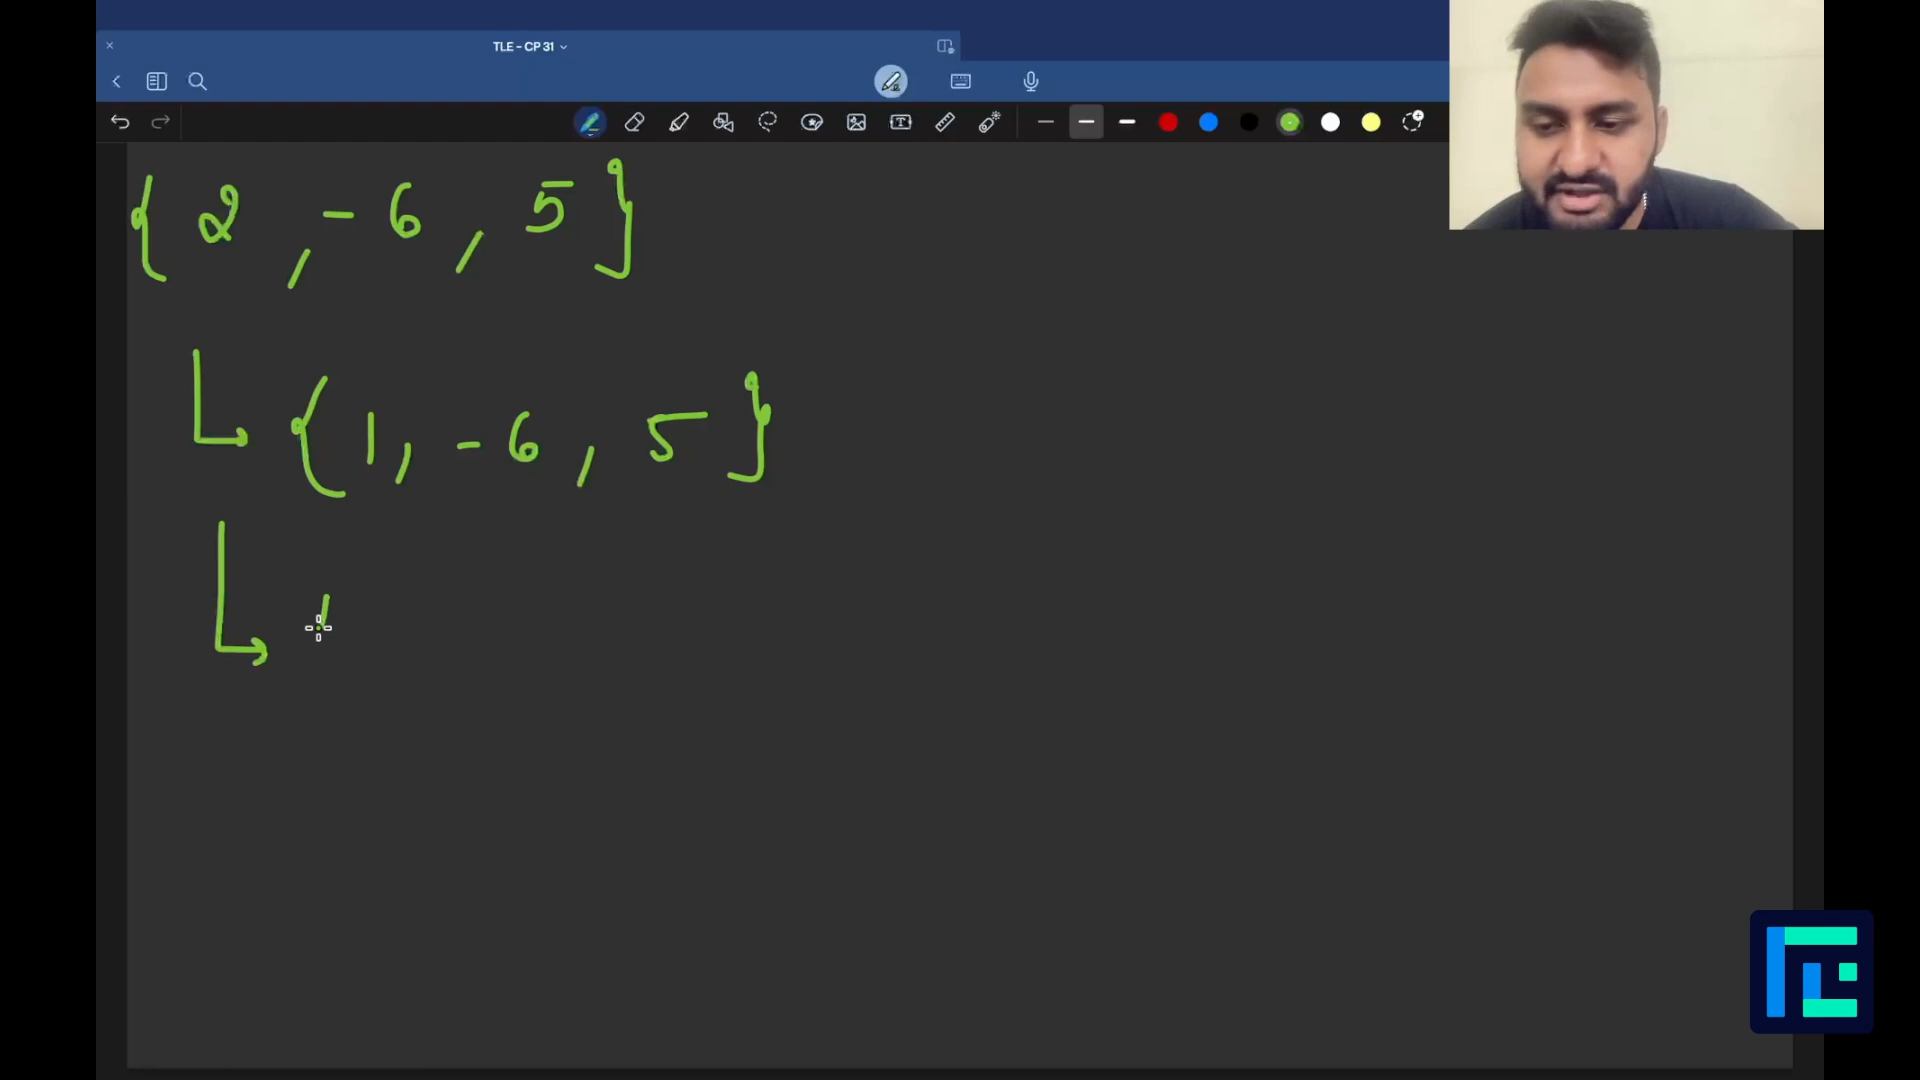 TLE - CP 31
{ 2 , - 6 , 5 }
{ 1 , - 6 , 5 }